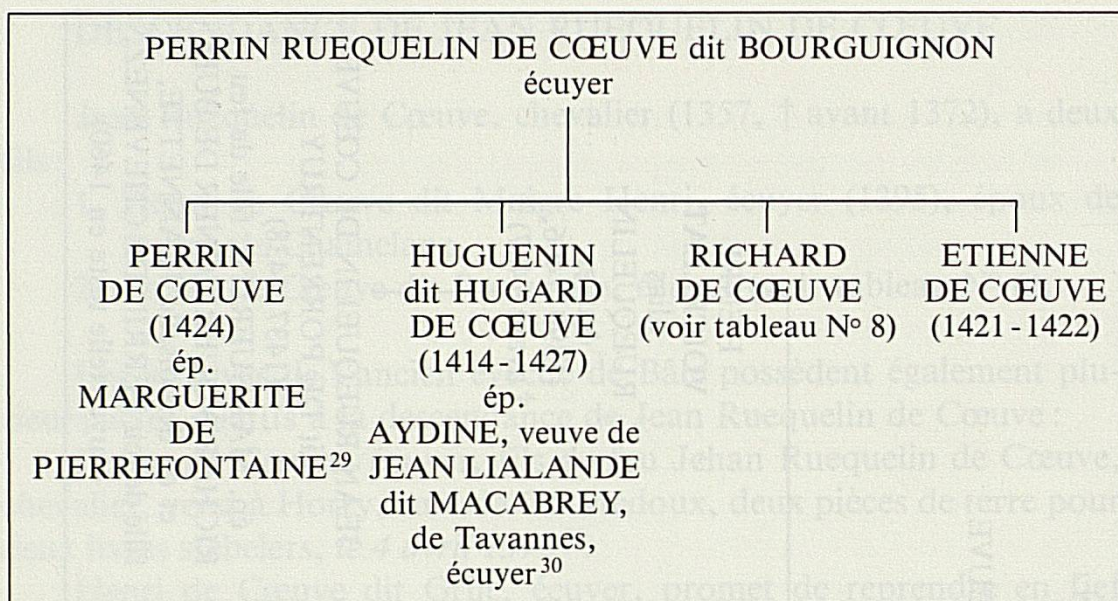 PERRIN RUEQUELIN DE CŒUVE dit BOURGUIGNON
écuyer
PERRIN
DE CŒUVE
(1424)
ép.
MARGUERITE
DE
PIERREFONTAINE²⁹
HUGUENIN
dit HUGARD
DE CŒUVE
(1414-1427)
ép.
AYDINE, veuve de
JEAN LIALANDE
dit MACABREY,
de Tavannes,
écuyer³⁰
RICHARD
DE CŒUVE
(voir tableau Nº 8)
ETIENNE
DE CŒUVE
(1421-1422)